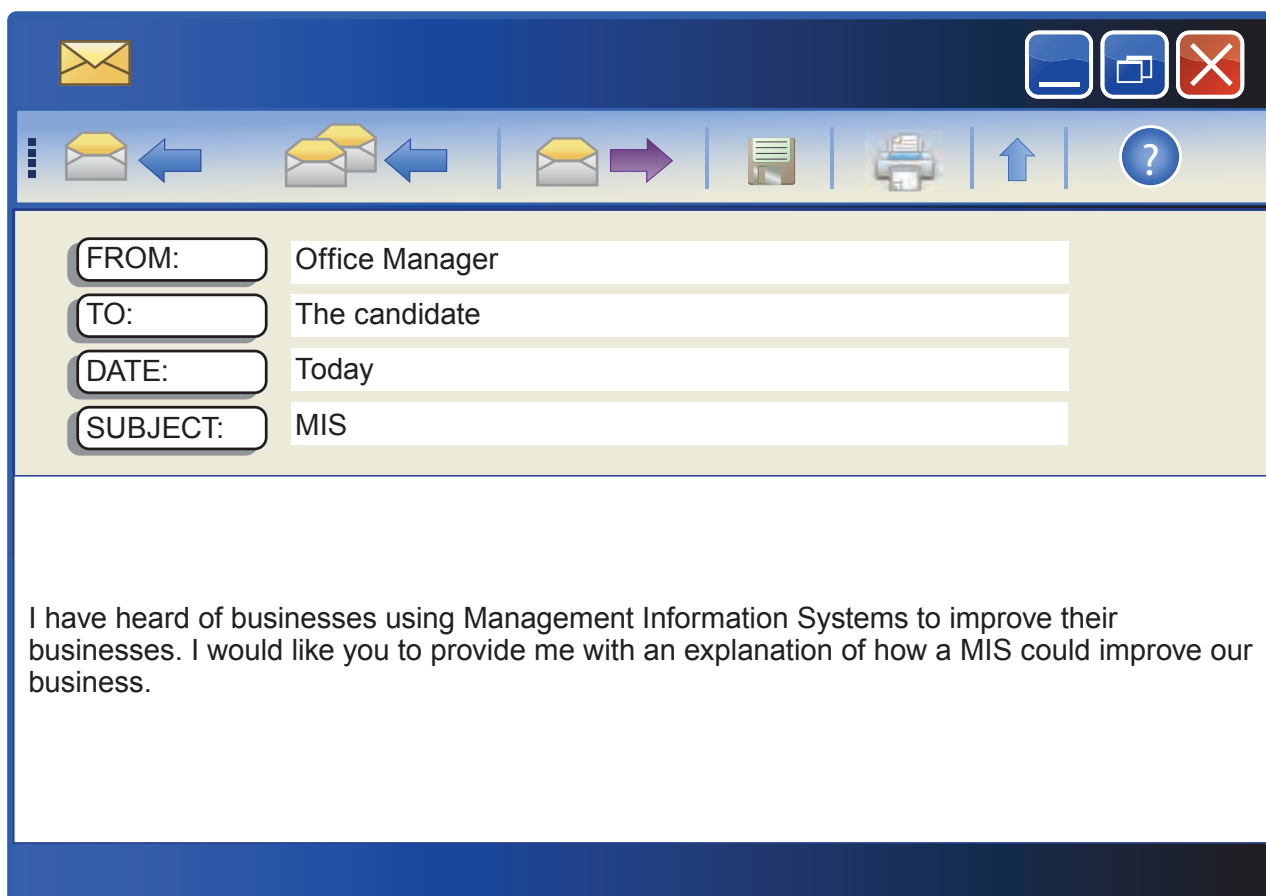 ?
FROM: Office Manager
TO: The candidate
DATE: Today
SUBJECT: MIS
I have heard of businesses using Management Information Systems to improve their
businesses. I would like you to provide me with an explanation of how a MIS could improve our
business.